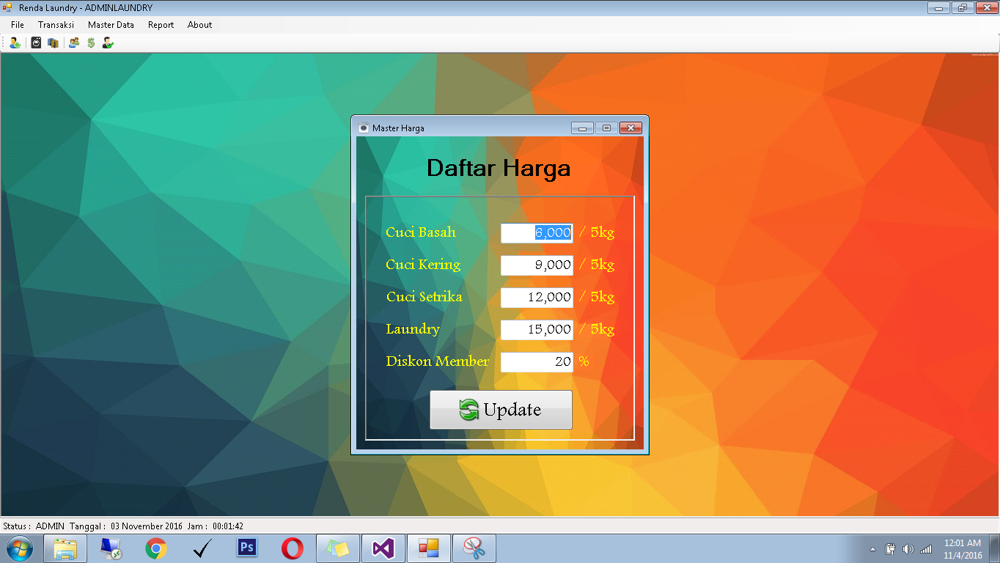 Renda Laundry - ADMINLAUNDRY
File Transaksi Master Data Report About
Master Harga
Daftar Harga
Cuci Basah 6,000 / 5kg
Cuci Kering 9,000 / 5kg
Cuci Setrika 12,000 / 5kg
Laundry 15,000 / 5kg
Diskon Member 20 %
Update
Status : ADMIN Tanggal : 03 November 2016 Jam : 00:01:42
Ps
12:01 AM
11/4/2016